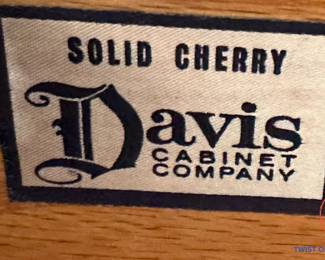 SOLID CHERRY
Davis
CABINET
COMPANY